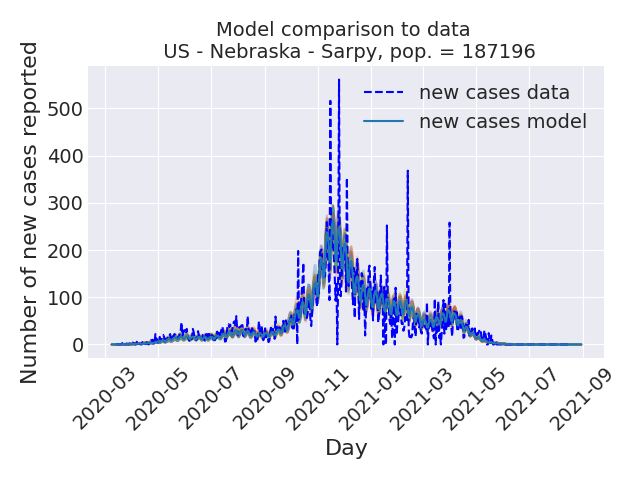 Model comparison to data
US - Nebraska - Sarpy, pop. = 187196
Number of new cases reported
500
400
300
200
100
0
new cases data
new cases model
2020-03
2020-05
2020-07
2020-09
2020-11
2021-01
2021-03
2021-05
2021-07
2021-09
Day